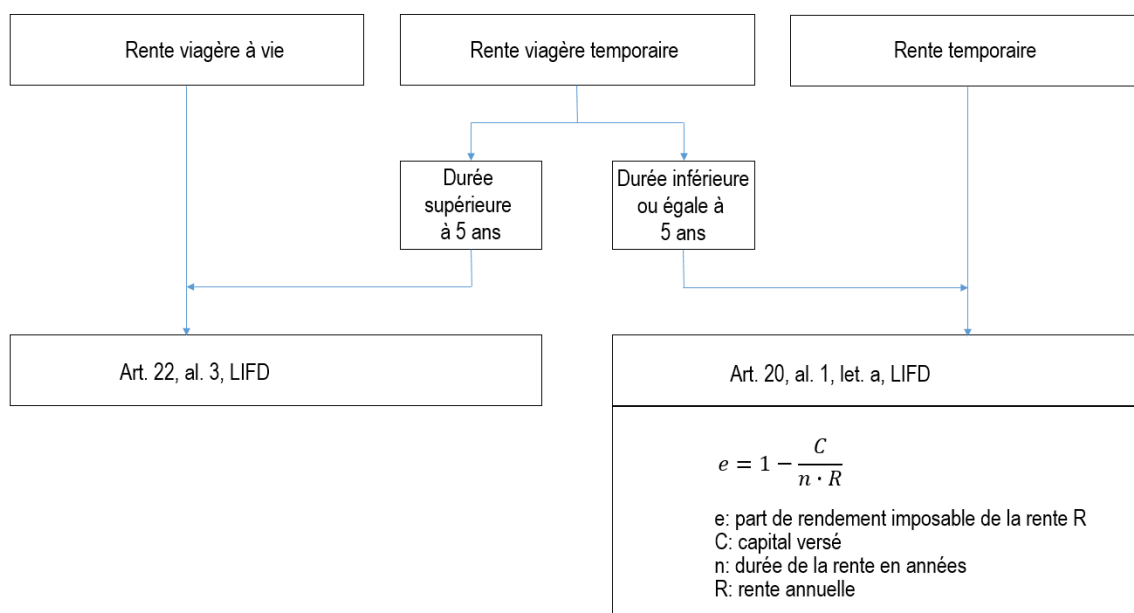 Rente viagère à vie
Rente viagère temporaire
Rente temporaire
Durée
supérieure
à 5 ans
Durée inférieure
ou égale à
5 ans
Art. 22, al. 3, LIFD
Art. 20, al. 1, let. a, LIFD
e = 1 − C / (n · R)
e: part de rendement imposable de la rente R
C: capital versé
n: durée de la rente en années
R: rente annuelle